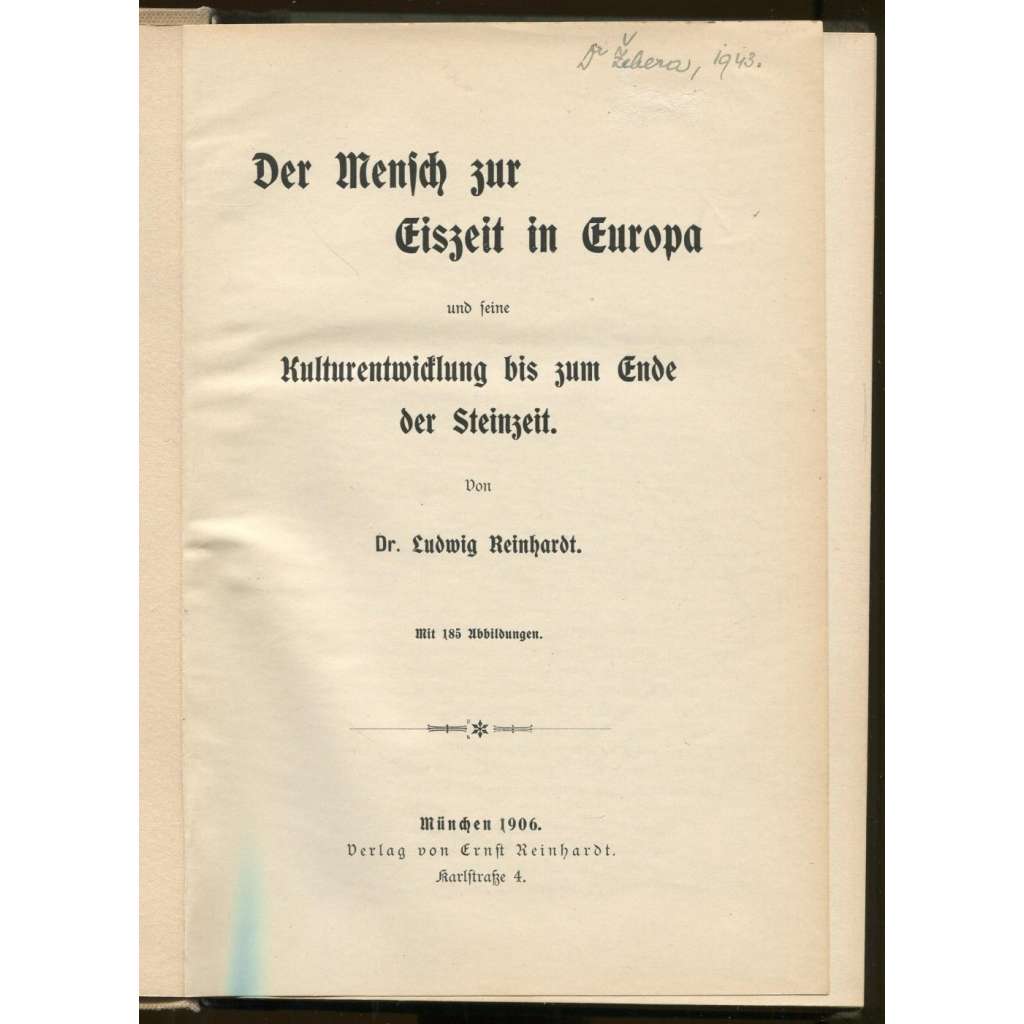 Dr Žebera, 1943.
Der Mensch zur
Eiszeit in Europa
und seine
Kulturentwicklung bis zum Ende
der Steinzeit.
Von
Dr. Ludwig Reinhardt.
Mit 185 Abbildungen.
München 1906.
Verlag von Ernst Reinhardt.
Karlstraße 4.